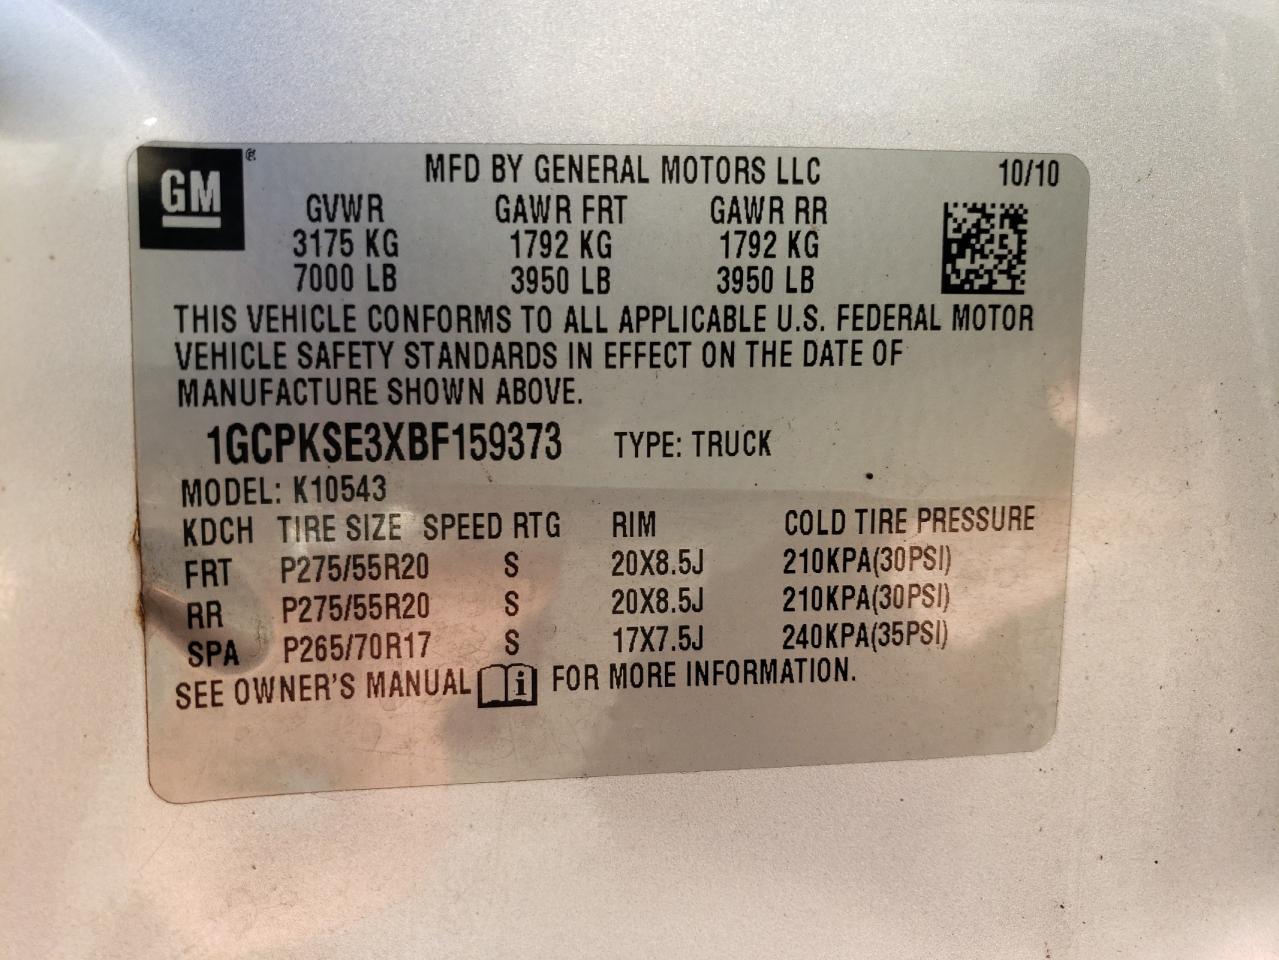 GM®
MFD BY GENERAL MOTORS LLC 10/10
GVWR GAWR FRT GAWR RR
3175 KG 1792 KG 1792 KG
7000 LB 3950 LB 3950 LB
THIS VEHICLE CONFORMS TO ALL APPLICABLE U.S. FEDERAL MOTOR
VEHICLE SAFETY STANDARDS IN EFFECT ON THE DATE OF
MANUFACTURE SHOWN ABOVE.
1GCPKSE3XBF159373 TYPE: TRUCK
MODEL: K10543
KDCH TIRE SIZE SPEED RTG RIM COLD TIRE PRESSURE
FRT P275/55R20 S 20X8.5J 210KPA(30PSI)
RR P275/55R20 S 20X8.5J 210KPA(30PSI)
SPA P265/70R17 S 17X7.5J 240KPA(35PSI)
SEE OWNER'S MANUAL i FOR MORE INFORMATION.